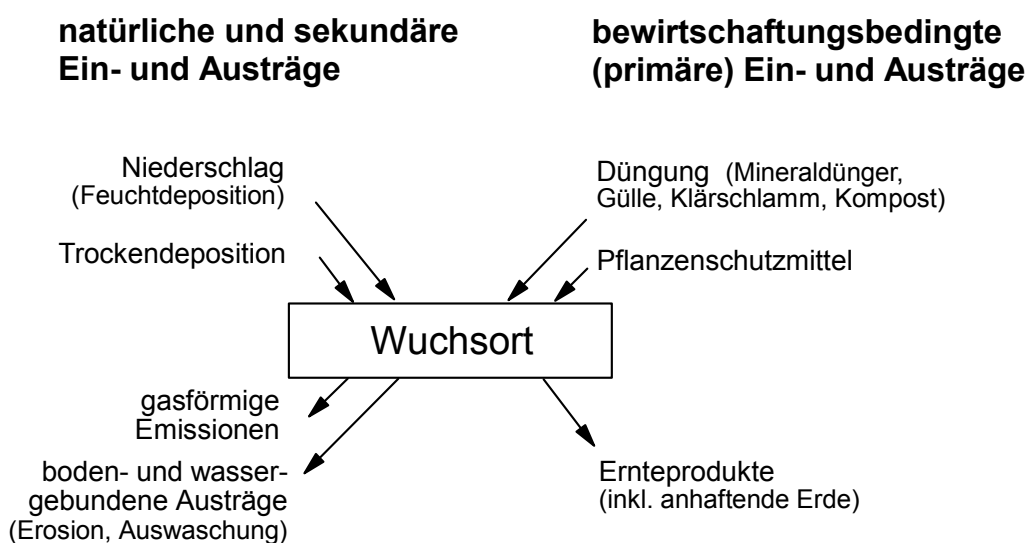 natürliche und sekundäre
Ein- und Austräge
bewirtschaftungsbedingte
(primäre) Ein- und Austräge
Niederschlag
(Feuchtdeposition)
Trockendeposition
Düngung (Mineraldünger,
Gülle, Klärschlamm, Kompost)
Pflanzenschutzmittel
Wuchsort
gasförmige
Emissionen
boden- und wasser-
gebundene Austräge
(Erosion, Auswaschung)
Ernteprodukte
(inkl. anhaftende Erde)